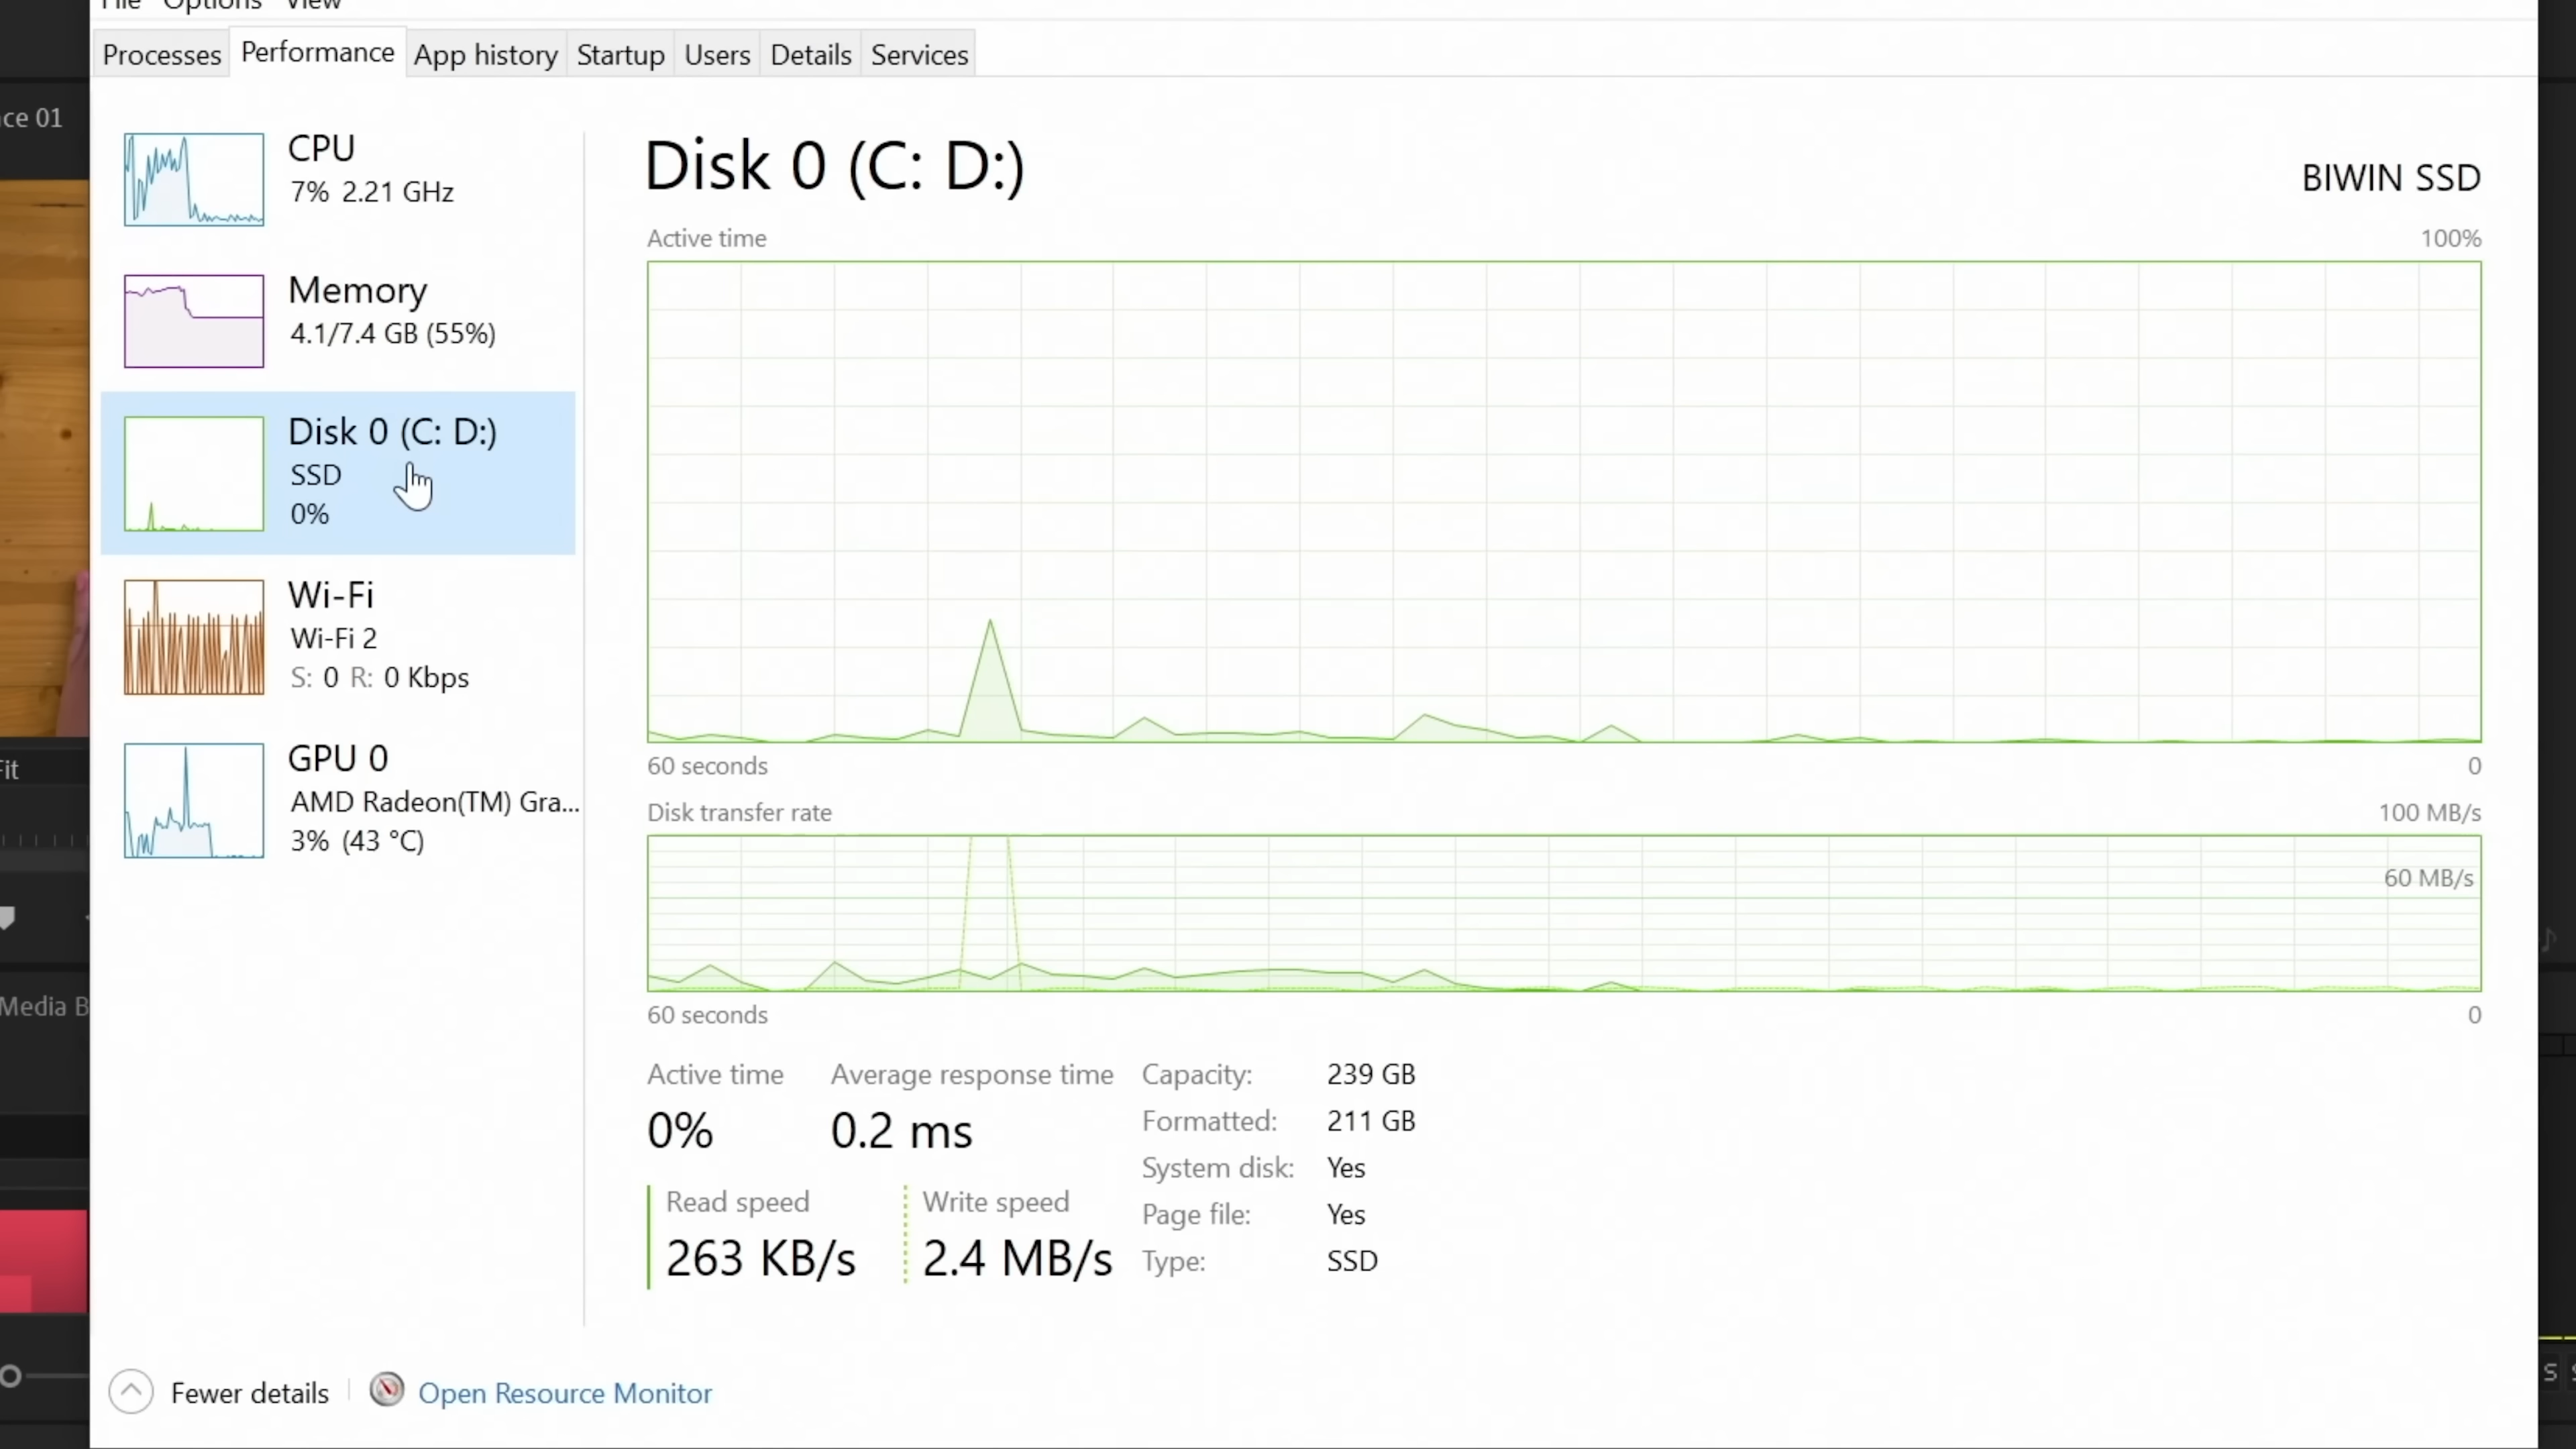 File Options View
Processes Performance App history Startup Users Details Services
ce 01
CPU
7% 2.21 GHz
Memory
4.1/7.4 GB (55%)
Disk 0 (C: D:)
SSD
0%
Wi-Fi
Wi-Fi 2
S: 0 R: 0 Kbps
GPU 0
AMD Radeon(TM) Gra...
3% (43 °C)
Fit
Media B
Disk 0 (C: D:)
BIWIN SSD
Active time
100%
60 seconds
0
Disk transfer rate
100 MB/s
60 MB/s
60 seconds
0
Active time
0%
Average response time
0.2 ms
Read speed
263 KB/s
Write speed
2.4 MB/s
Capacity: 239 GB
Formatted: 211 GB
System disk: Yes
Page file: Yes
Type: SSD
S
Fewer details
Open Resource Monitor